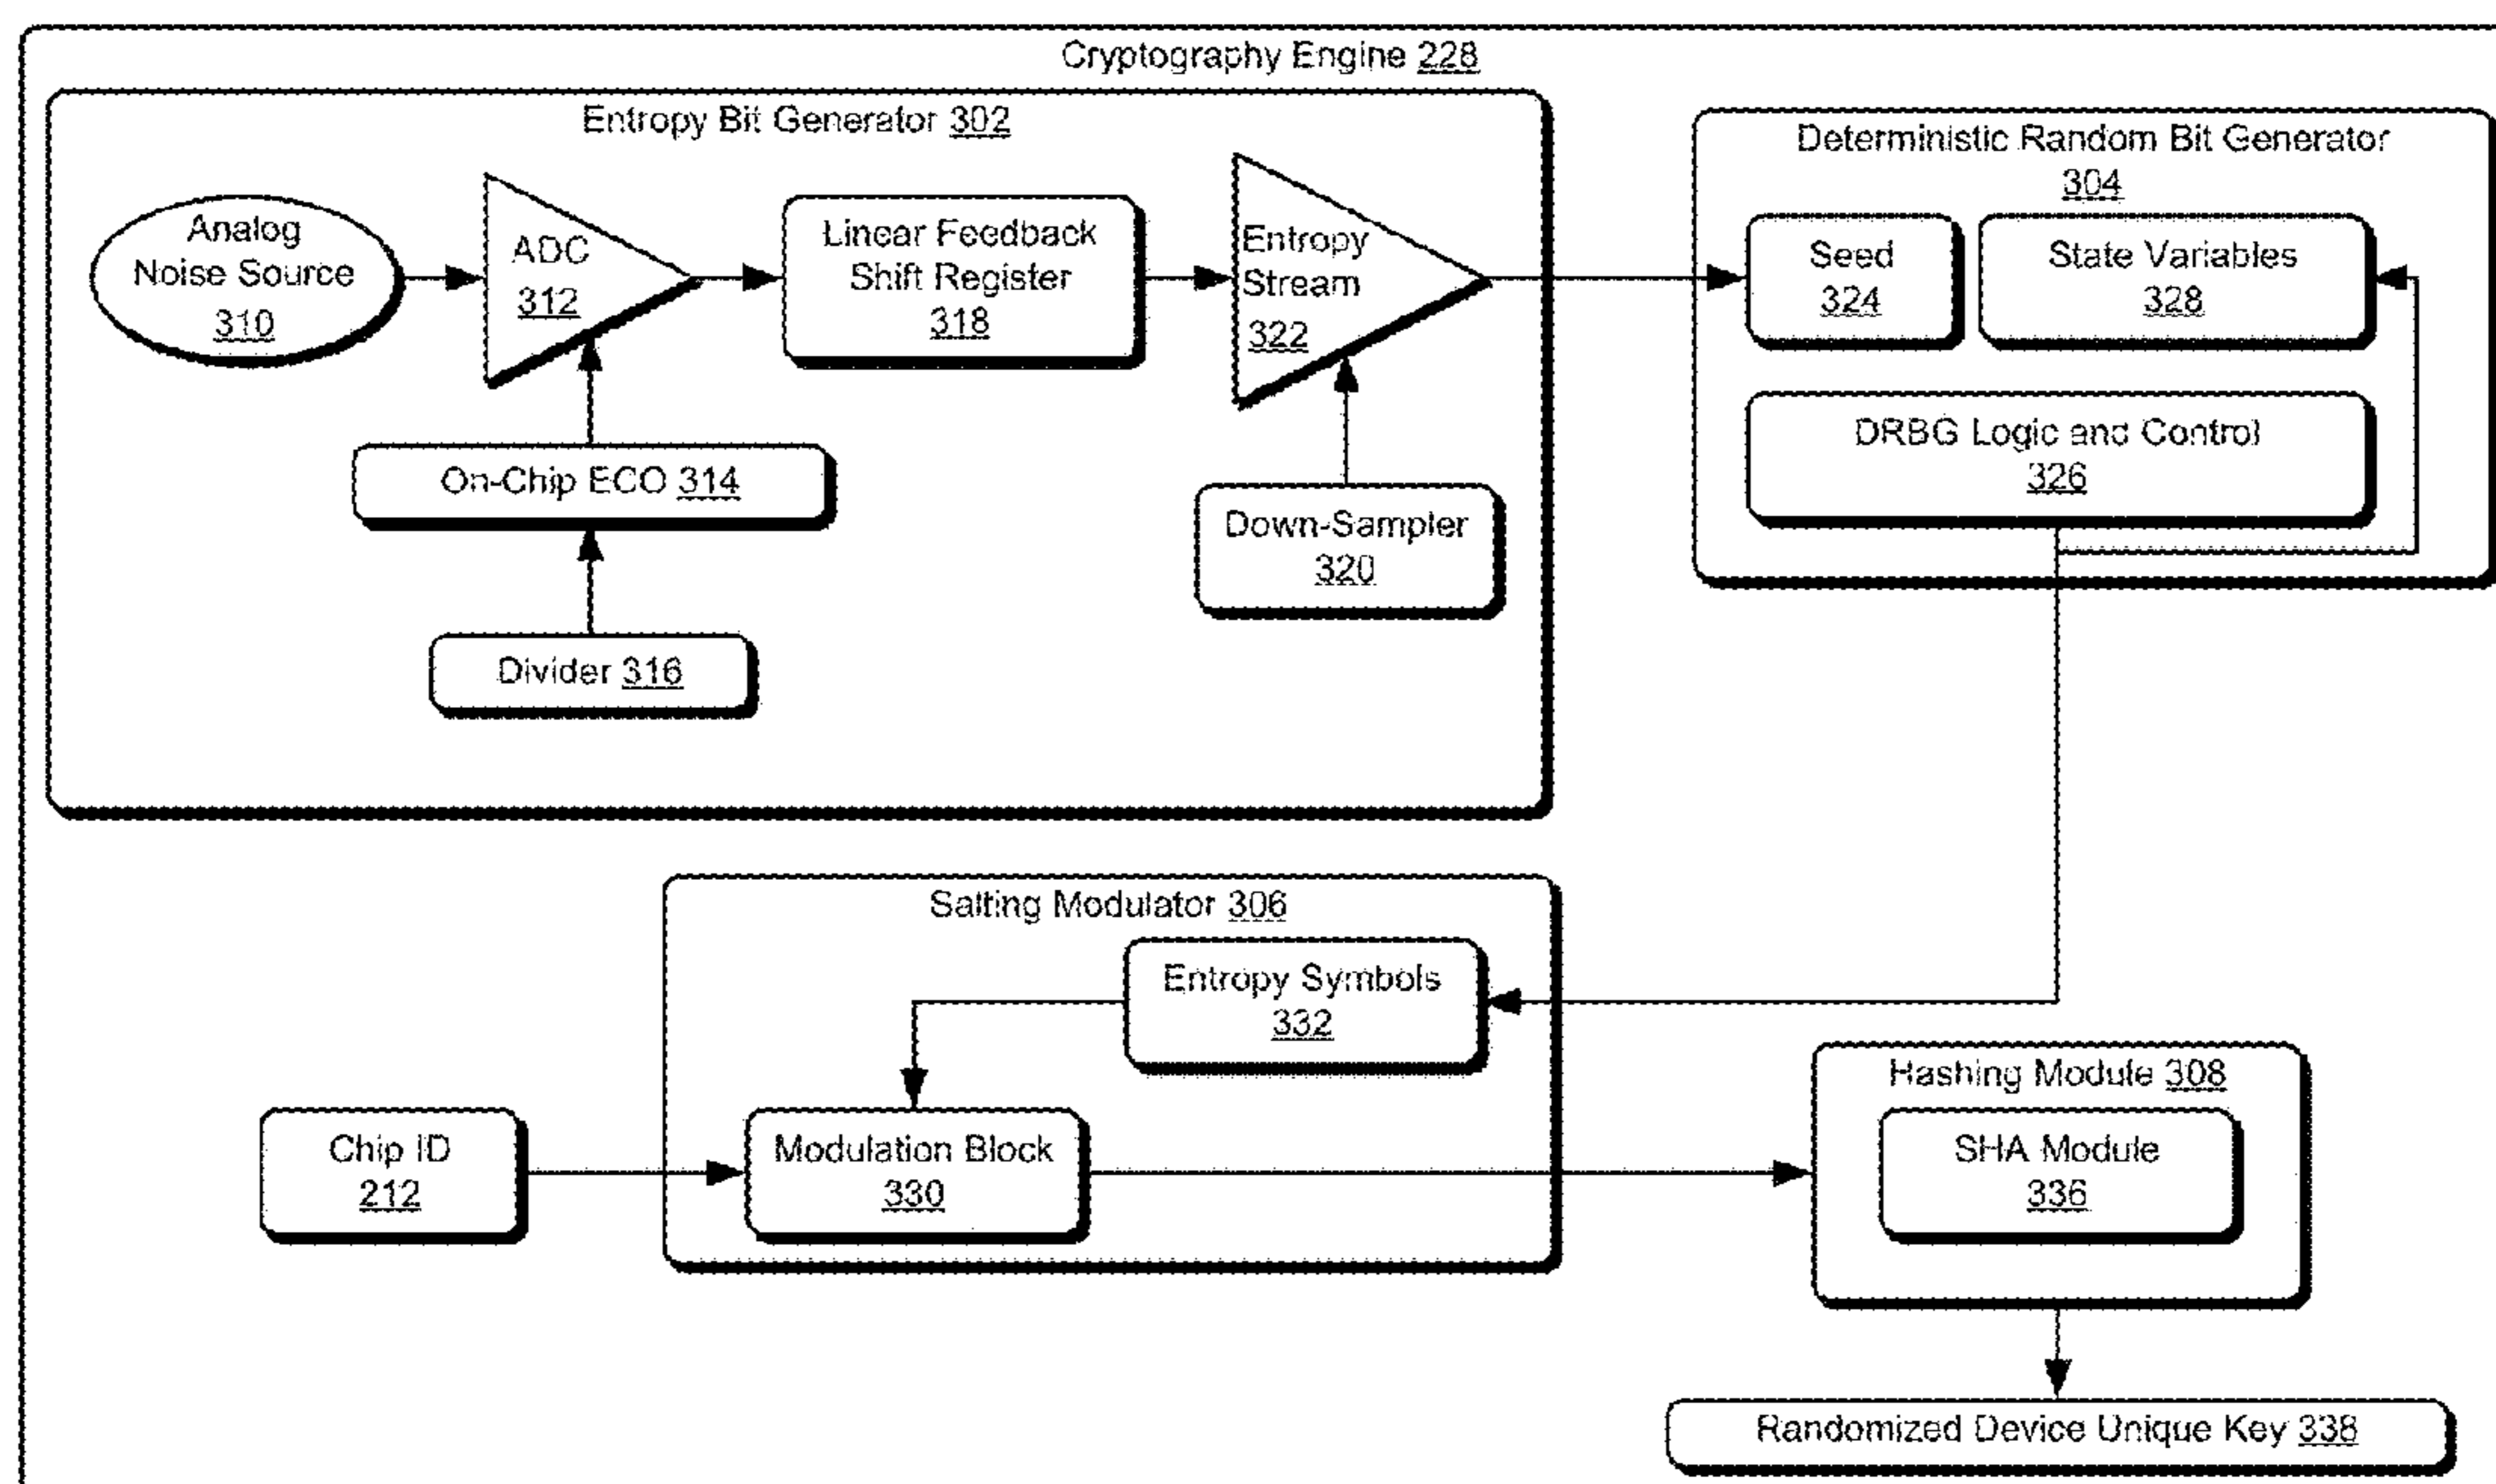 Cryptography Engine 228
Entropy Bit Generator 302
Analog
Noise Source
310
ADC
312
Linear Feedback
Shift Register
318
Entropy
Stream
322
On-Chip ECO 314
Divider 316
Down-Sampler
320
Deterministic Random Bit Generator
304
Seed
324
State Variables
328
DRBG Logic and Control
326
Salting Modulator 306
Entropy Symbols
332
Chip ID
212
Modulation Block
330
Hashing Module 308
SHA Module
336
Randomized Device Unique Key 338